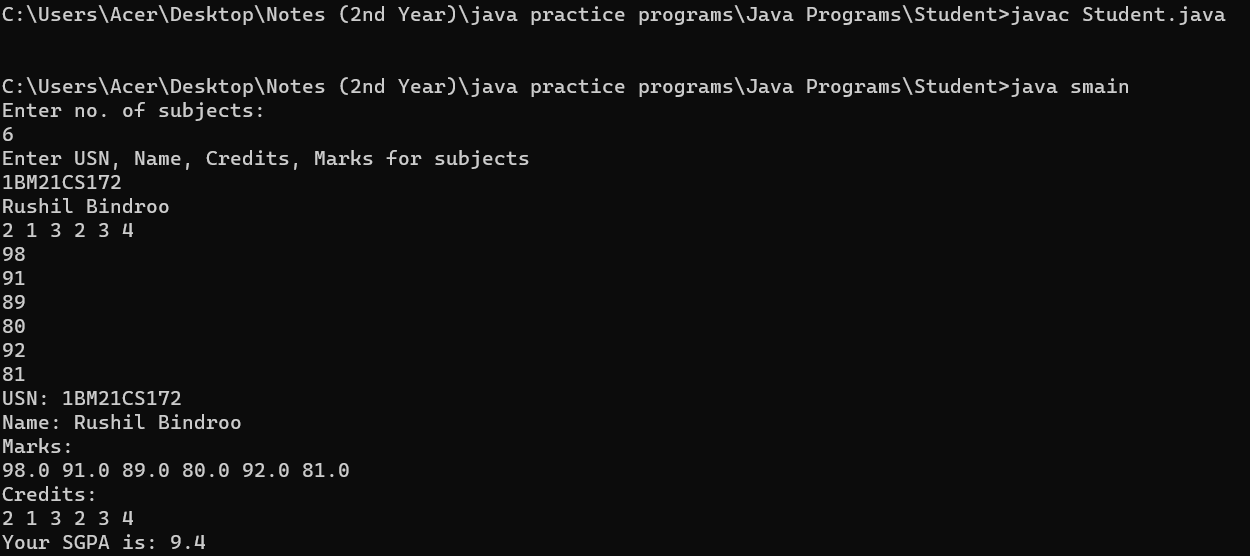 C:\Users\Acer\Desktop\Notes (2nd Year)\java practice programs\Java Programs\Student>javac Student.java
C:\Users\Acer\Desktop\Notes (2nd Year)\java practice programs\Java Programs\Student>java smain
Enter no. of subjects:
6
Enter USN, Name, Credits, Marks for subjects
1BM21CS172
Rushil Bindroo
2 1 3 2 3 4
98
91
89
80
92
81
USN: 1BM21CS172
Name: Rushil Bindroo
Marks:
98.0 91.0 89.0 80.0 92.0 81.0
Credits:
2 1 3 2 3 4
Your SGPA is: 9.4